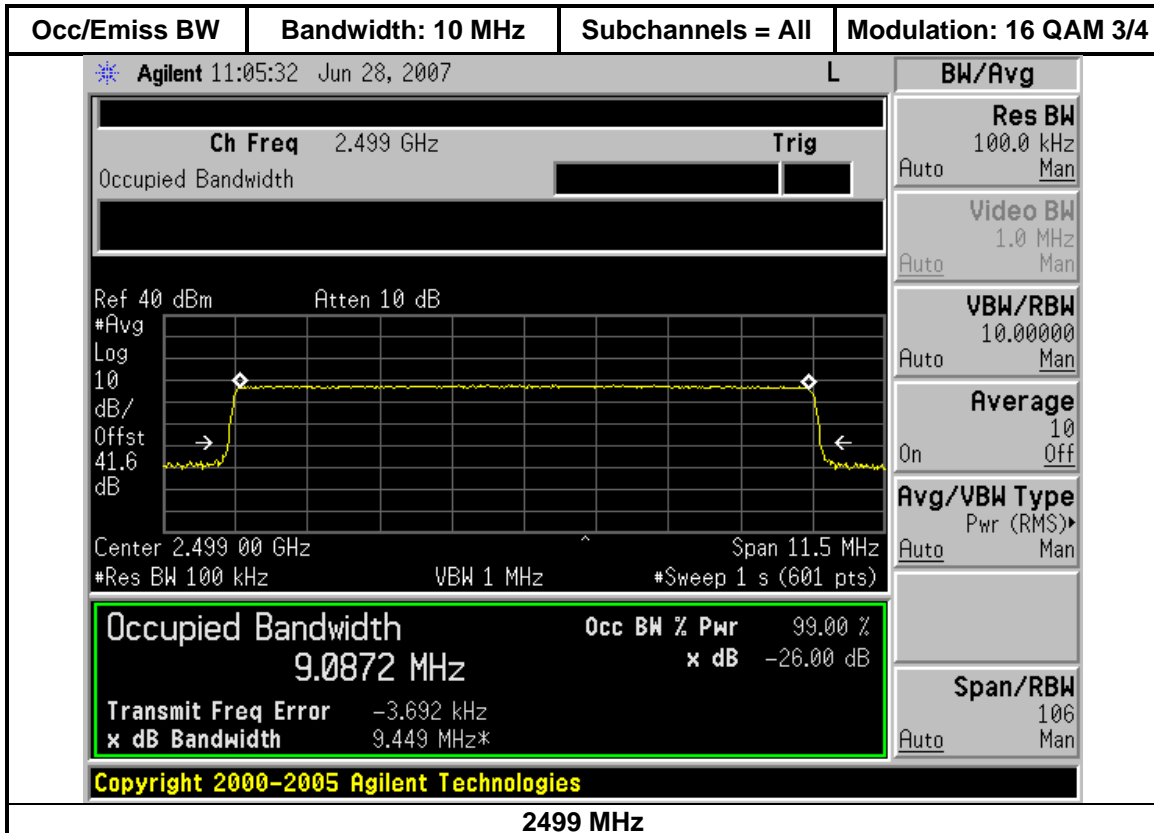 Occ/Emiss BW Bandwidth: 10 MHz Subchannels = All Modulation: 16 QAM 3/4
Agilent 11:05:32 Jun 28, 2007 L BW/Avg
Ch Freq 2.499 GHz Trig
Occupied Bandwidth
Res BW
100.0 kHz
Auto Man
Video BW
1.0 MHz
Auto Man
VBW/RBW
10.00000
Auto Man
Average
10
On Off
Avg/VBW Type
Pwr (RMS)
Auto Man
Span/RBW
106
Auto Man
Ref 40 dBm Atten 10 dB
#Avg
Log
10
dB/
Offst
41.6
dB
Center 2.499 00 GHz ^ Span 11.5 MHz
#Res BW 100 kHz VBW 1 MHz #Sweep 1 s (601 pts)
Occupied Bandwidth Occ BW % Pwr 99.00 %
9.0872 MHz x dB -26.00 dB
Transmit Freq Error -3.692 kHz
x dB Bandwidth 9.449 MHz*
Copyright 2000-2005 Agilent Technologies
2499 MHz